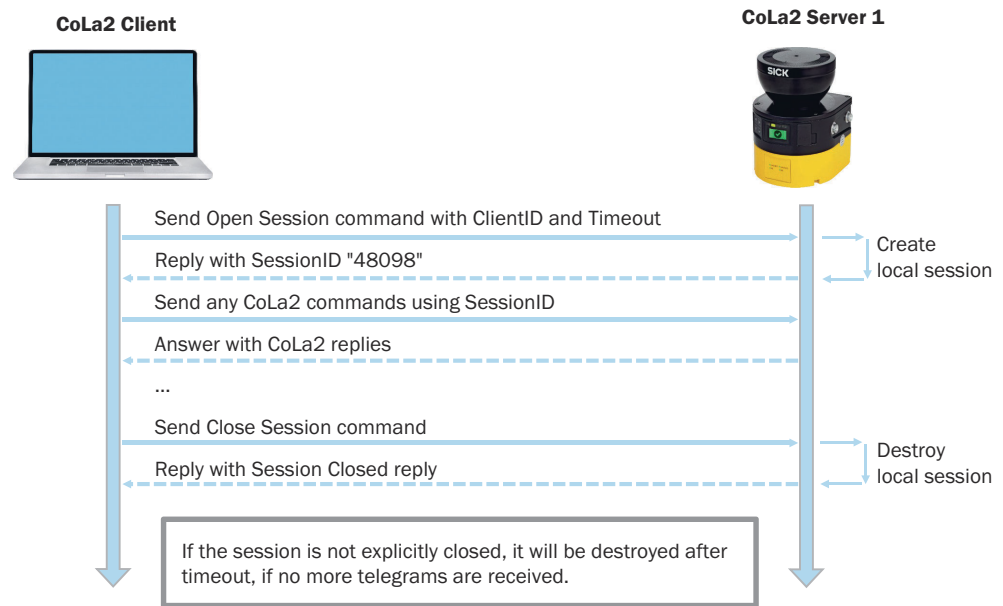 CoLa2 Client
CoLa2 Server 1
SICK
Send Open Session command with ClientID and Timeout
Create
local session
Reply with SessionID "48098"
Send any CoLa2 commands using SessionID
Answer with CoLa2 replies
...
Send Close Session command
Destroy
local session
Reply with Session Closed reply
If the session is not explicitly closed, it will be destroyed after
timeout, if no more telegrams are received.